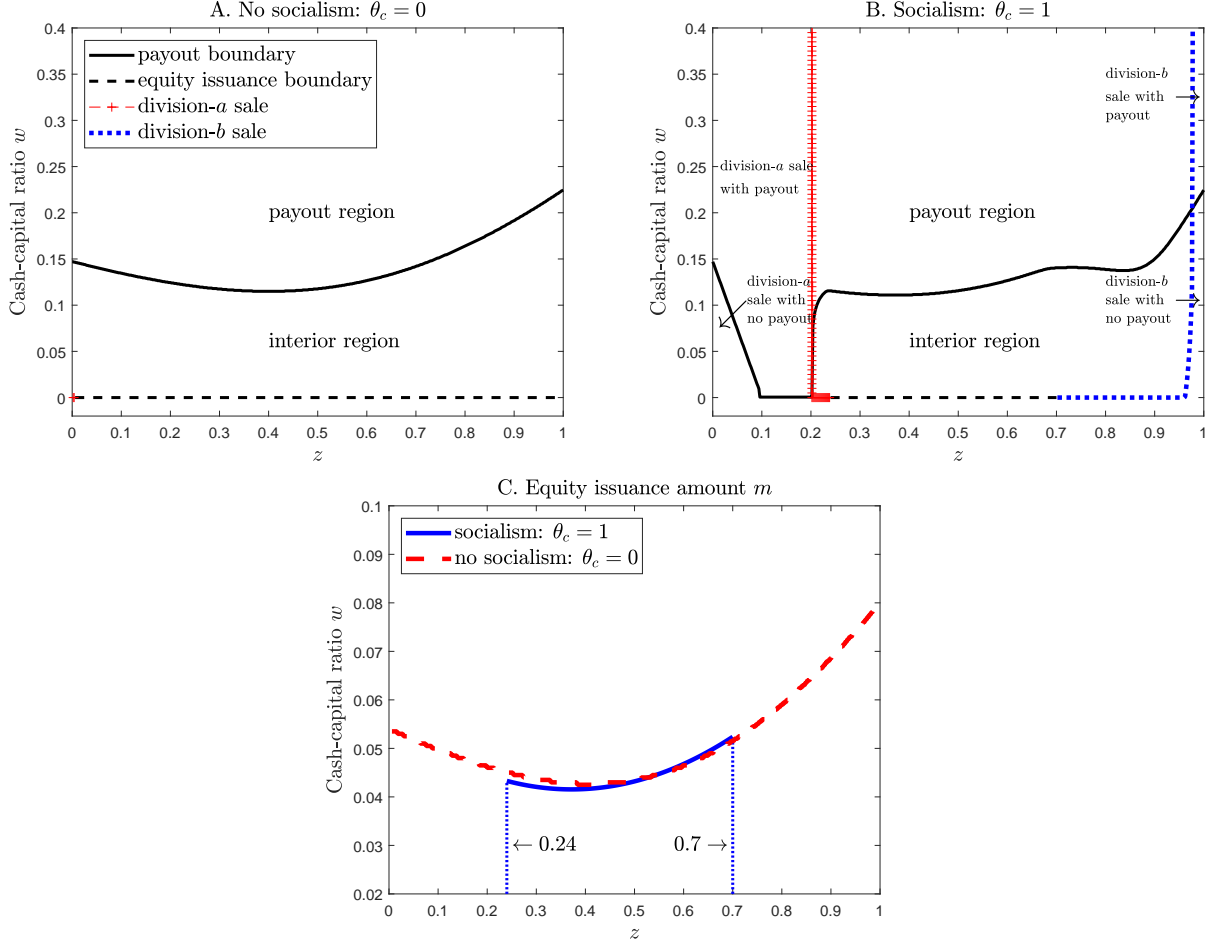 A. No socialism: θc = 0
payout boundary
equity issuance boundary
division-a sale
division-b sale
payout region
interior region
Cash-capital ratio w
0.4
0.35
0.3
0.25
0.2
0.15
0.1
0.05
0
0 0.1 0.2 0.3 0.4 0.5 0.6 0.7 0.8 0.9 1
z
B. Socialism: θc = 1
division-b
sale with
payout
division-a sale
with payout
payout region
division-a
sale with
no payout
division-b
sale with
no payout
interior region
Cash-capital ratio w
0.4
0.35
0.3
0.25
0.2
0.15
0.1
0.05
0
0 0.1 0.2 0.3 0.4 0.5 0.6 0.7 0.8 0.9 1
z
C. Equity issuance amount m
socialism: θc = 1
no socialism: θc = 0
← 0.24
0.7 →
Cash-capital ratio w
0.1
0.09
0.08
0.07
0.06
0.05
0.04
0.03
0.02
0 0.1 0.2 0.3 0.4 0.5 0.6 0.7 0.8 0.9 1
z